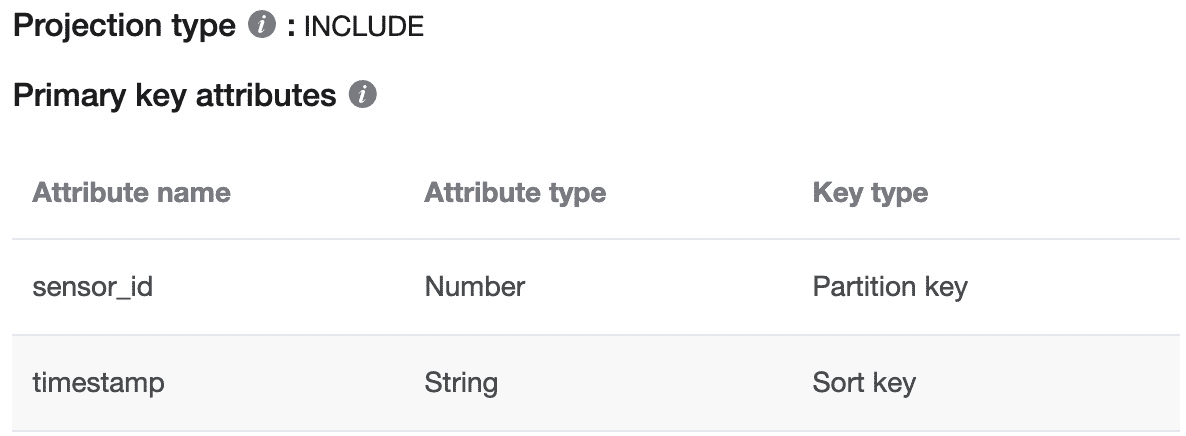 Projection type i : INCLUDE
Primary key attributes i
Attribute name Attribute type Key type
sensor_id Number Partition key
timestamp String Sort key